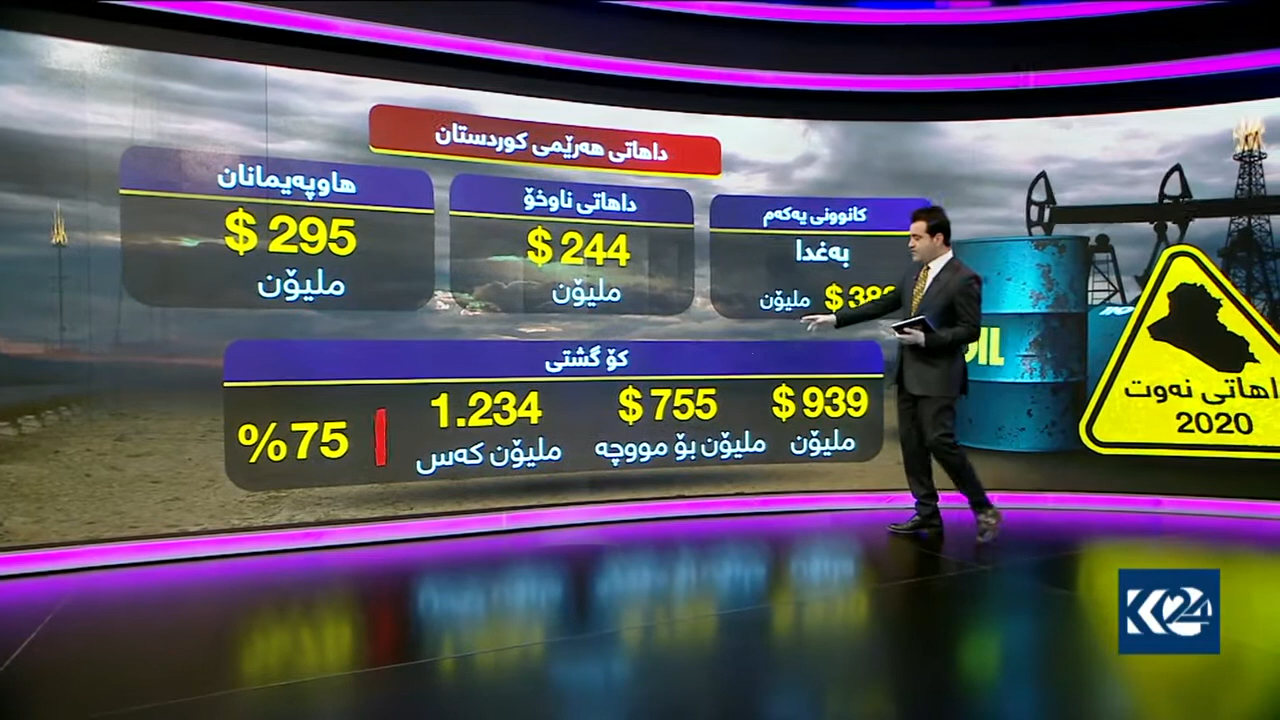 داهاتی هەرێمی کوردستان
کانوونی یەکەم
بەغدا
ملیۆن
داهاتی ناوخۆ
$ 244
ملیۆن
هاوپەیمانان
$ 295
ملیۆن
کۆ گشتی
$ 939
ملیۆن
$ 755
ملیۆن بۆ مووچە
1.234
ملیۆن کەس
%75
OIL
داهاتی نەوت
2020
K24